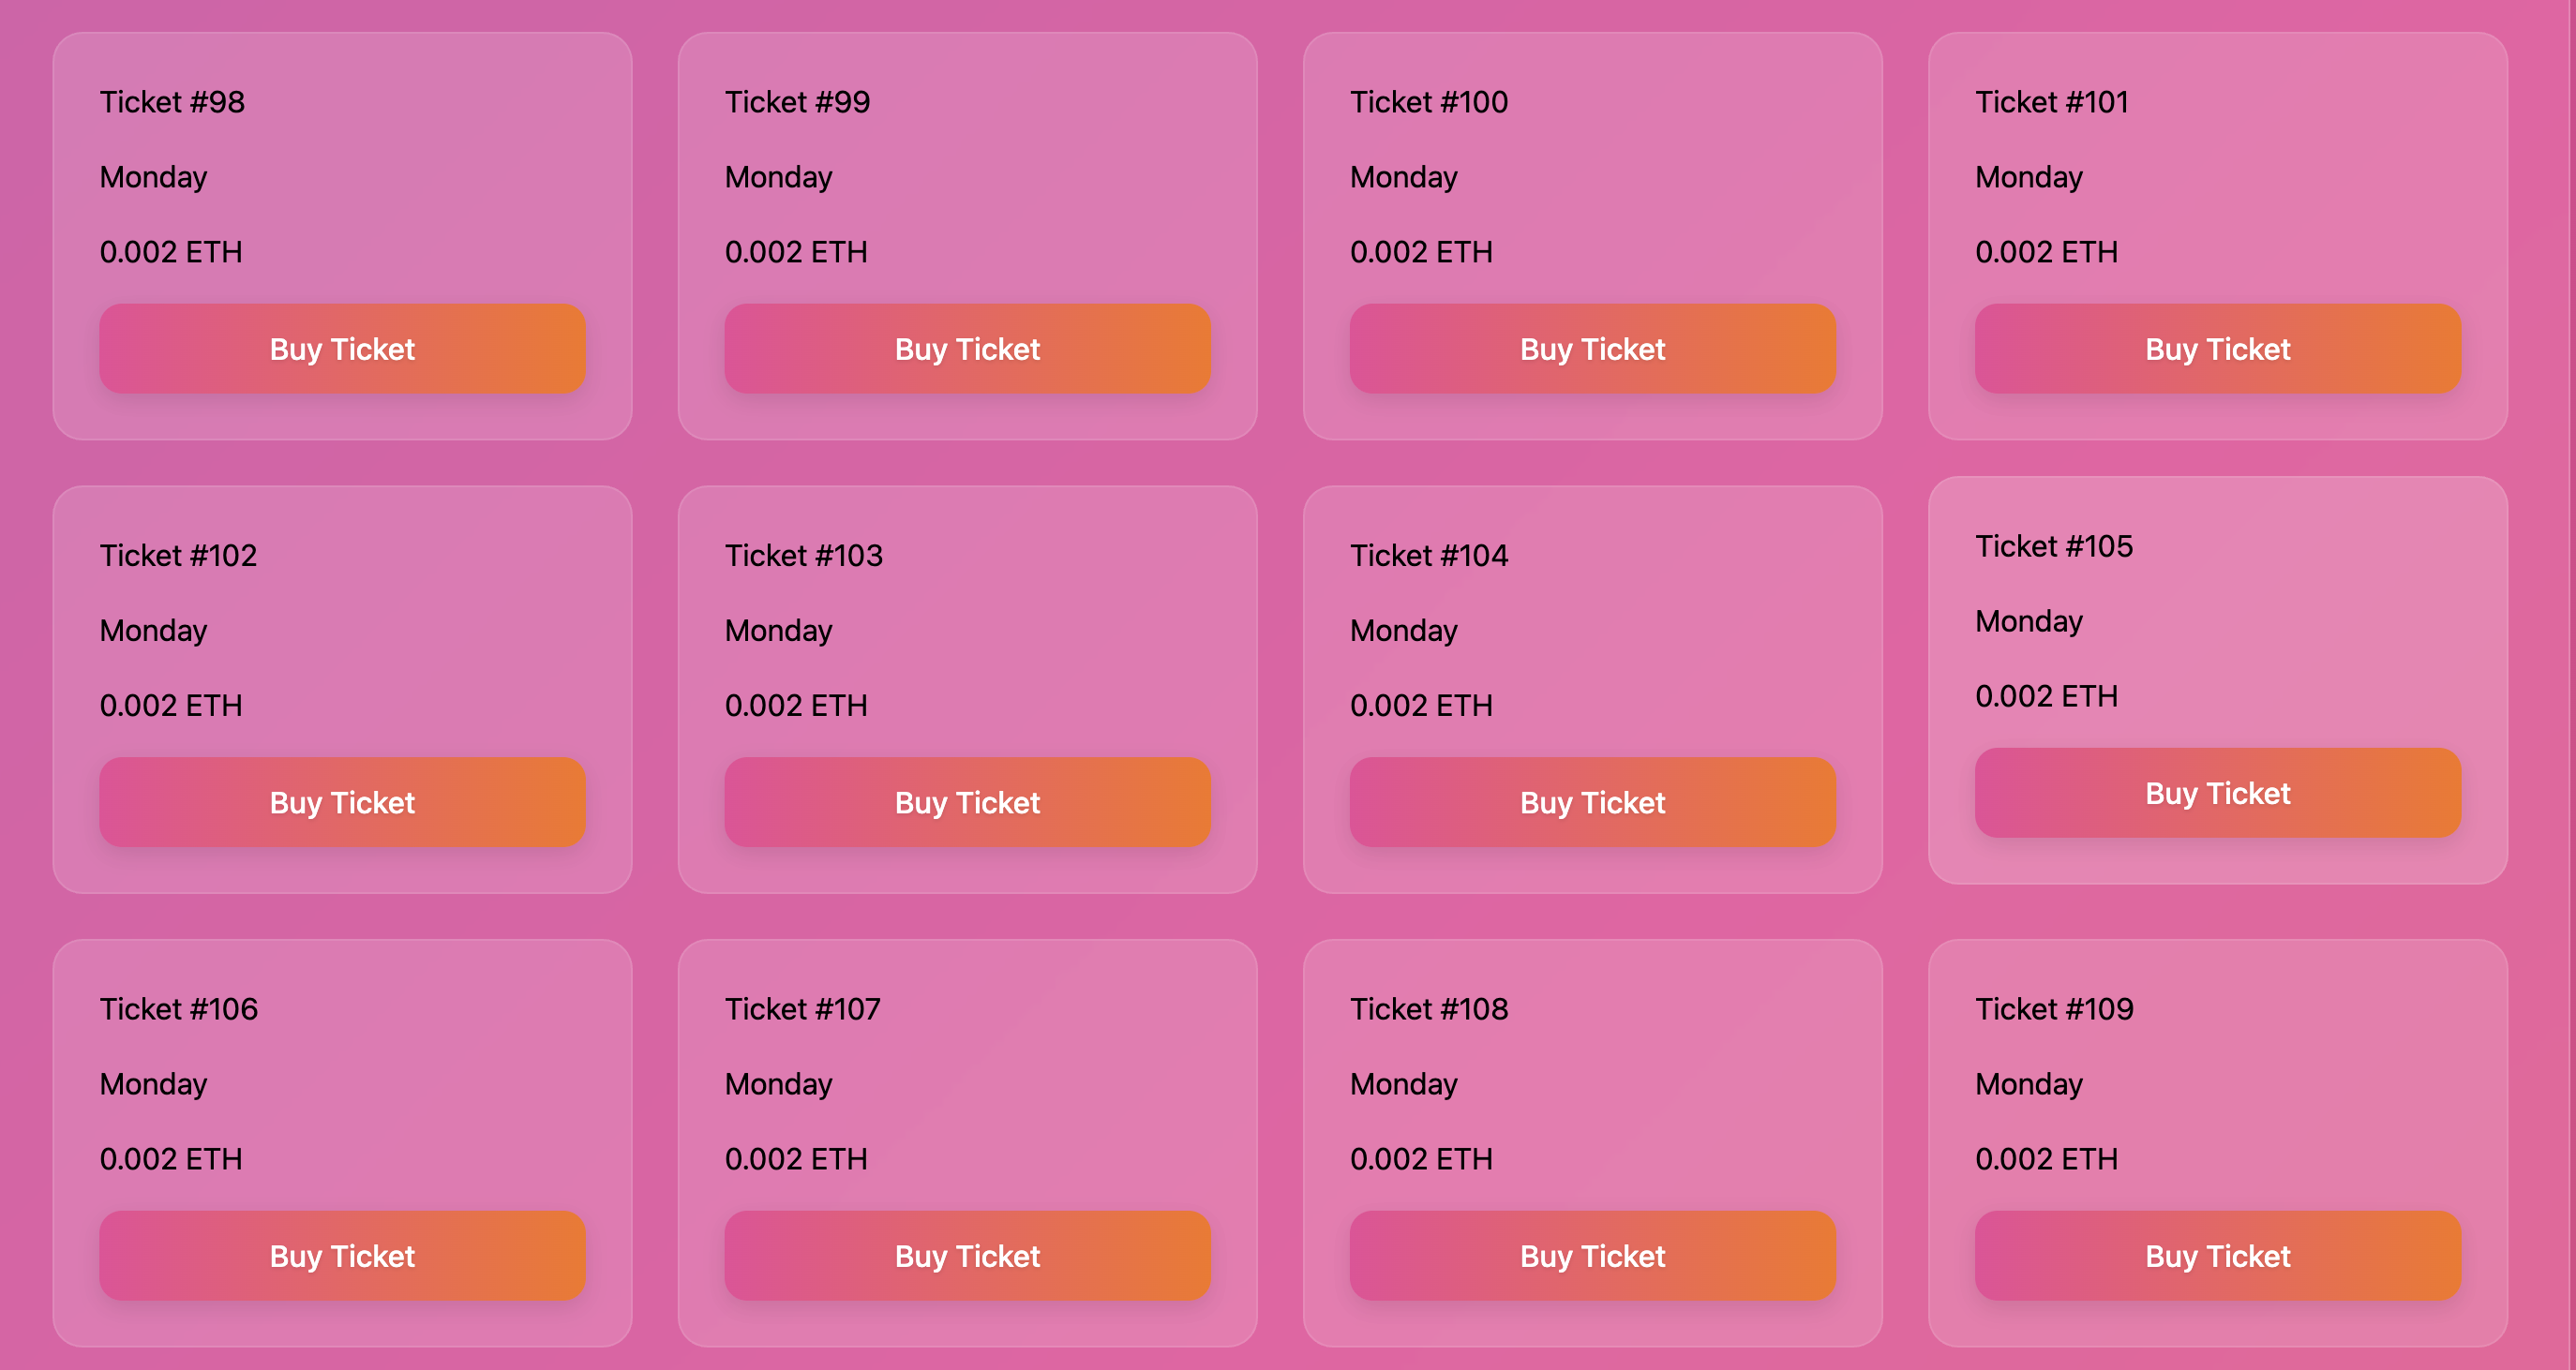 Ticket #98
Monday
0.002 ETH
Buy Ticket
Ticket #99
Monday
0.002 ETH
Buy Ticket
Ticket #100
Monday
0.002 ETH
Buy Ticket
Ticket #101
Monday
0.002 ETH
Buy Ticket
Ticket #102
Monday
0.002 ETH
Buy Ticket
Ticket #103
Monday
0.002 ETH
Buy Ticket
Ticket #104
Monday
0.002 ETH
Buy Ticket
Ticket #105
Monday
0.002 ETH
Buy Ticket
Ticket #106
Monday
0.002 ETH
Buy Ticket
Ticket #107
Monday
0.002 ETH
Buy Ticket
Ticket #108
Monday
0.002 ETH
Buy Ticket
Ticket #109
Monday
0.002 ETH
Buy Ticket